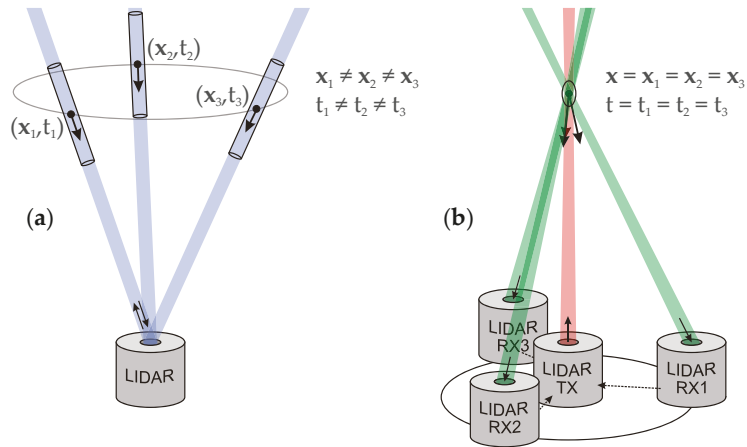 (x₂,t₂)
(x₁,t₁)
(x₃,t₃)
x₁ ≠ x₂ ≠ x₃
t₁ ≠ t₂ ≠ t₃
(a)
LIDAR
x = x₁ = x₂ = x₃
t = t₁ = t₂ = t₃
(b)
LIDAR
RX3
LIDAR
TX
LIDAR
RX1
LIDAR
RX2